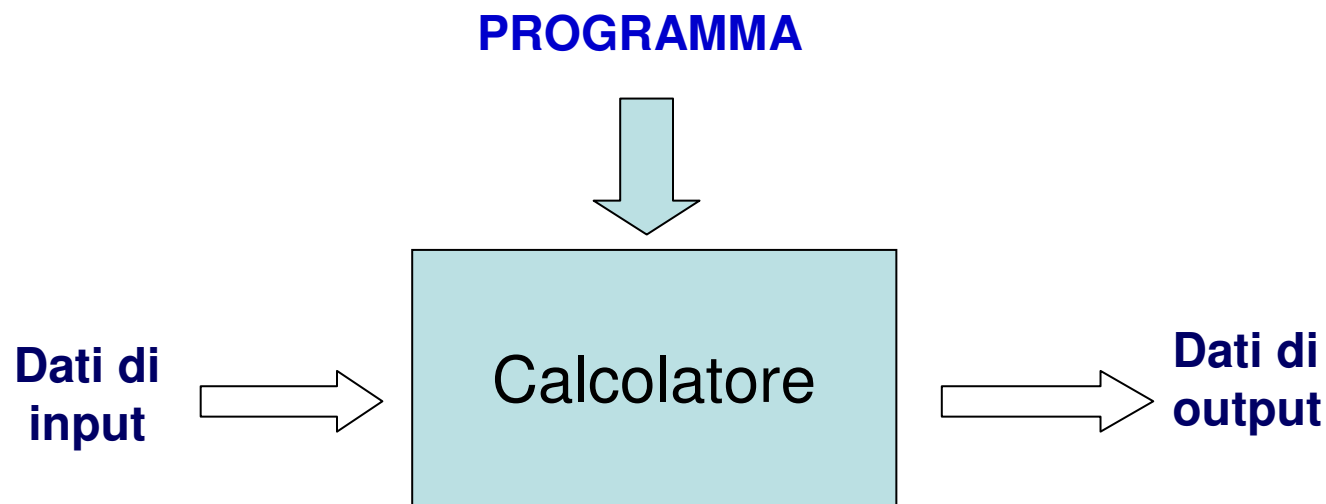 PROGRAMMA
Dati di
input
Calcolatore
Dati di
output